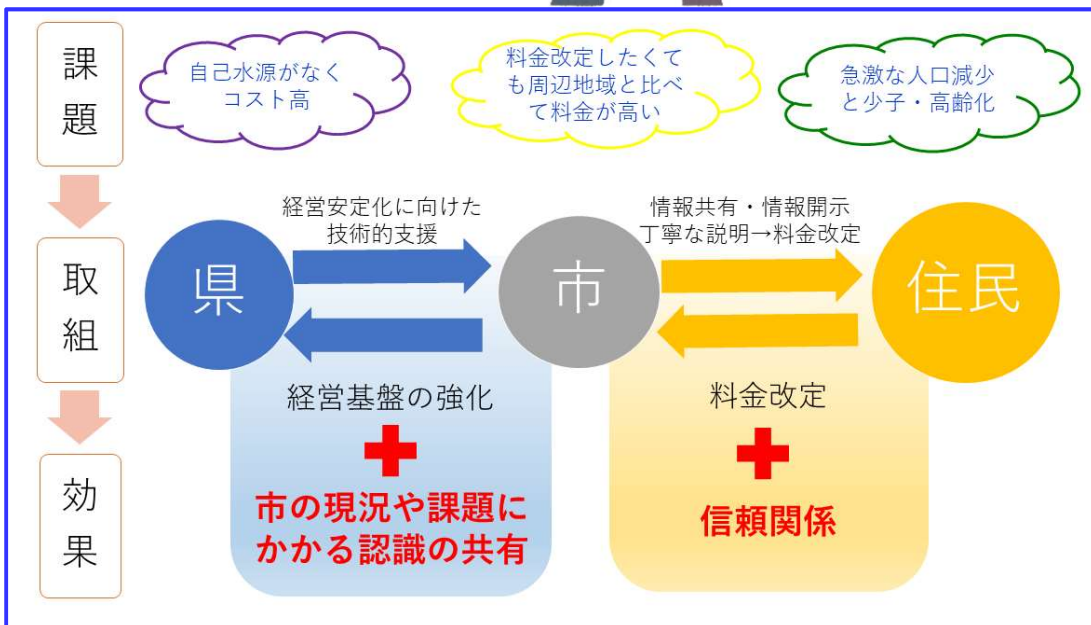 課題
自己水源がなく
コスト高
料金改定したくて
も周辺地域と比べ
て料金が高い
急激な人口減少
と少子・高齢化
取組
経営安定化に向けた
技術的支援
情報共有・情報開示
丁寧な説明→料金改定
県
市
住民
効果
経営基盤の強化
市の現況や課題に
かかる認識の共有
料金改定
信頼関係